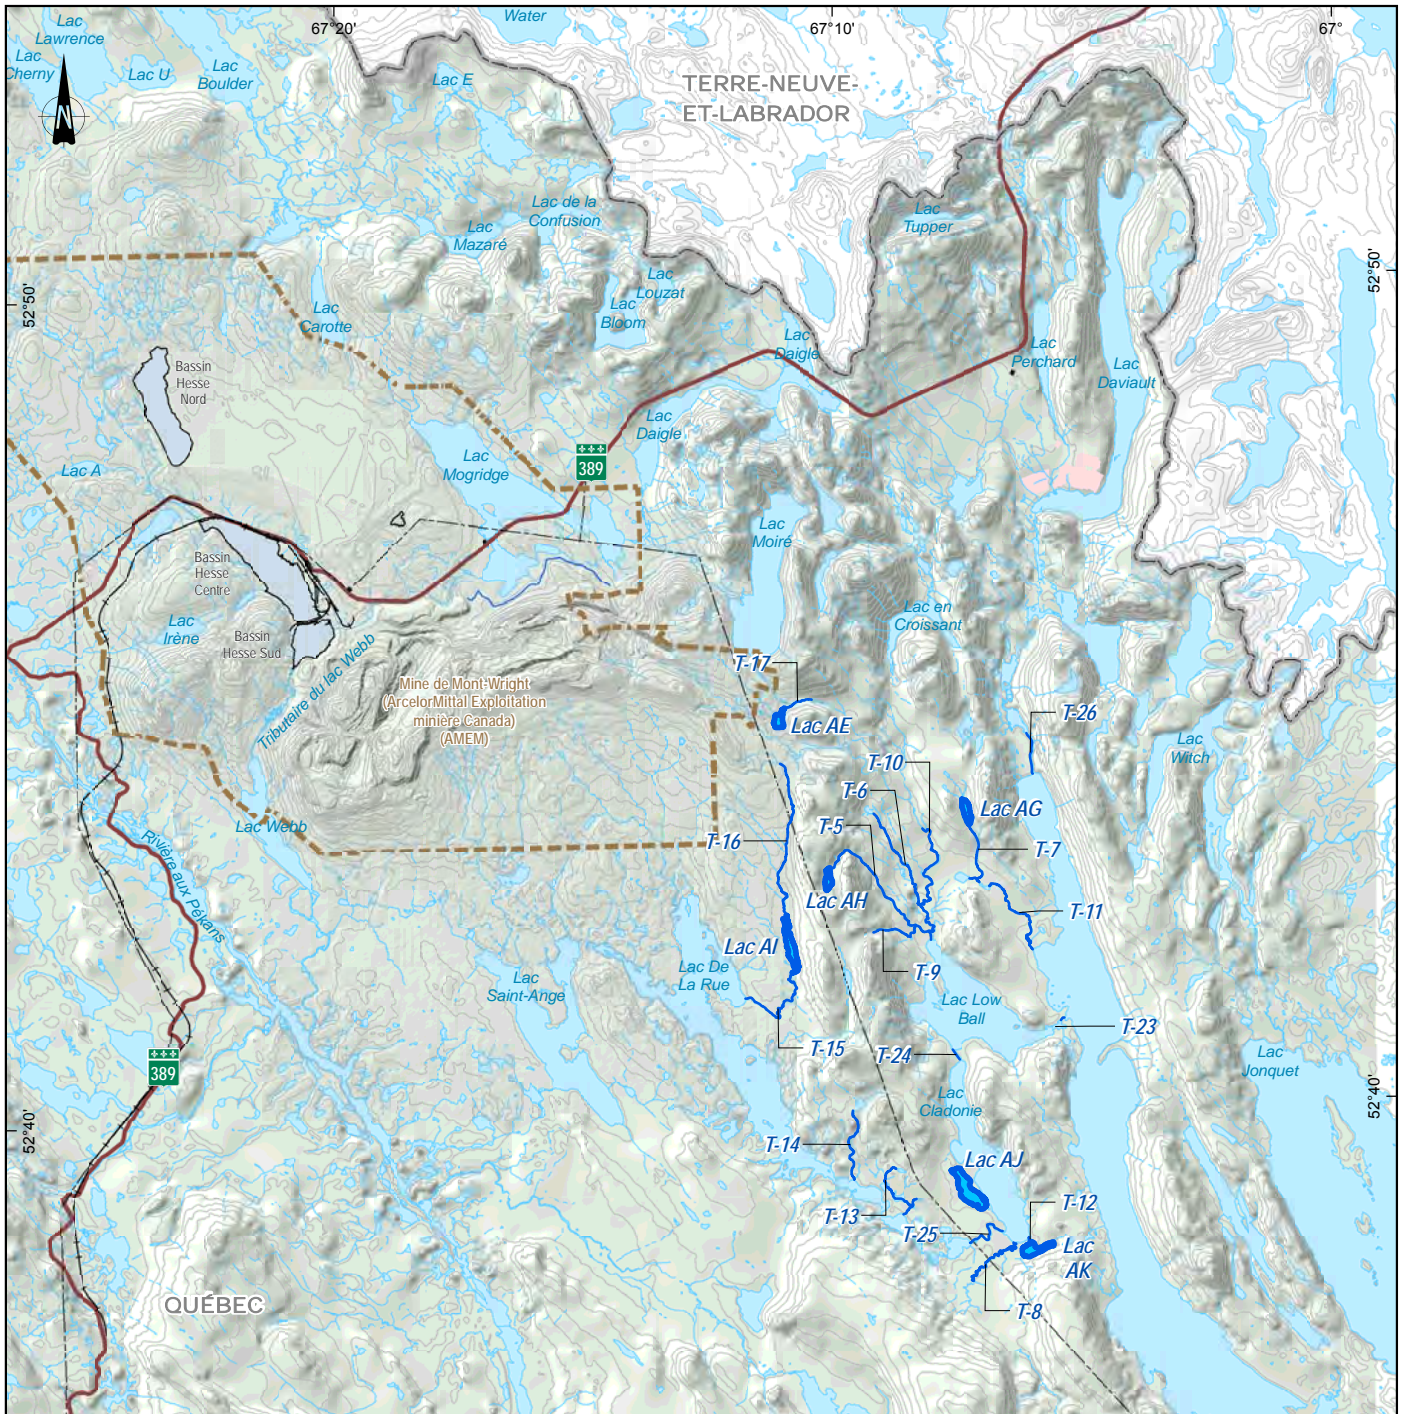 67°20'
67°10'
67°
Water
Lac
Lawrence
Lac
Cherny
Lac U
Lac
Boulder
Lac E
N
TERRE-NEUVE-
ET-LABRADOR
Lac de la
Confusion
Lac
Mazaré
Lac
Tupper
Lac
Louzat
Lac
Bloom
Lac
Carotte
52°50'
52°50'
Lac
Daigle
Lac
Perchard
Lac
Daviault
Bassin
Hesse
Nord
Lac
Daigle
Lac A
Lac
Mogridge
389
Lac
Moiré
Bassin
Hesse
Centre
Lac
Irène
Bassin
Hesse Sud
Tributaire du lac Webb
Lac en
Croissant
Mine de Mont-Wright
(ArcelorMittal Exploitation
minière Canada)
(AMEM)
T-17
Lac AE
T-26
Lac
Witch
T-10
T-6
T-5
Lac AG
T-7
T-16
Lac Webb
Rivière aux Pékans
Lac AH
T-11
Lac AI
T-9
Lac
Saint-Ange
Lac De
La Rue
Lac Low
Ball
T-23
T-15
T-24
Lac
Jonquet
389
Lac
Cladonie
52°40'
52°40'
T-14
Lac AJ
T-13
T-12
T-25
Lac
AK
QUÉBEC
T-8